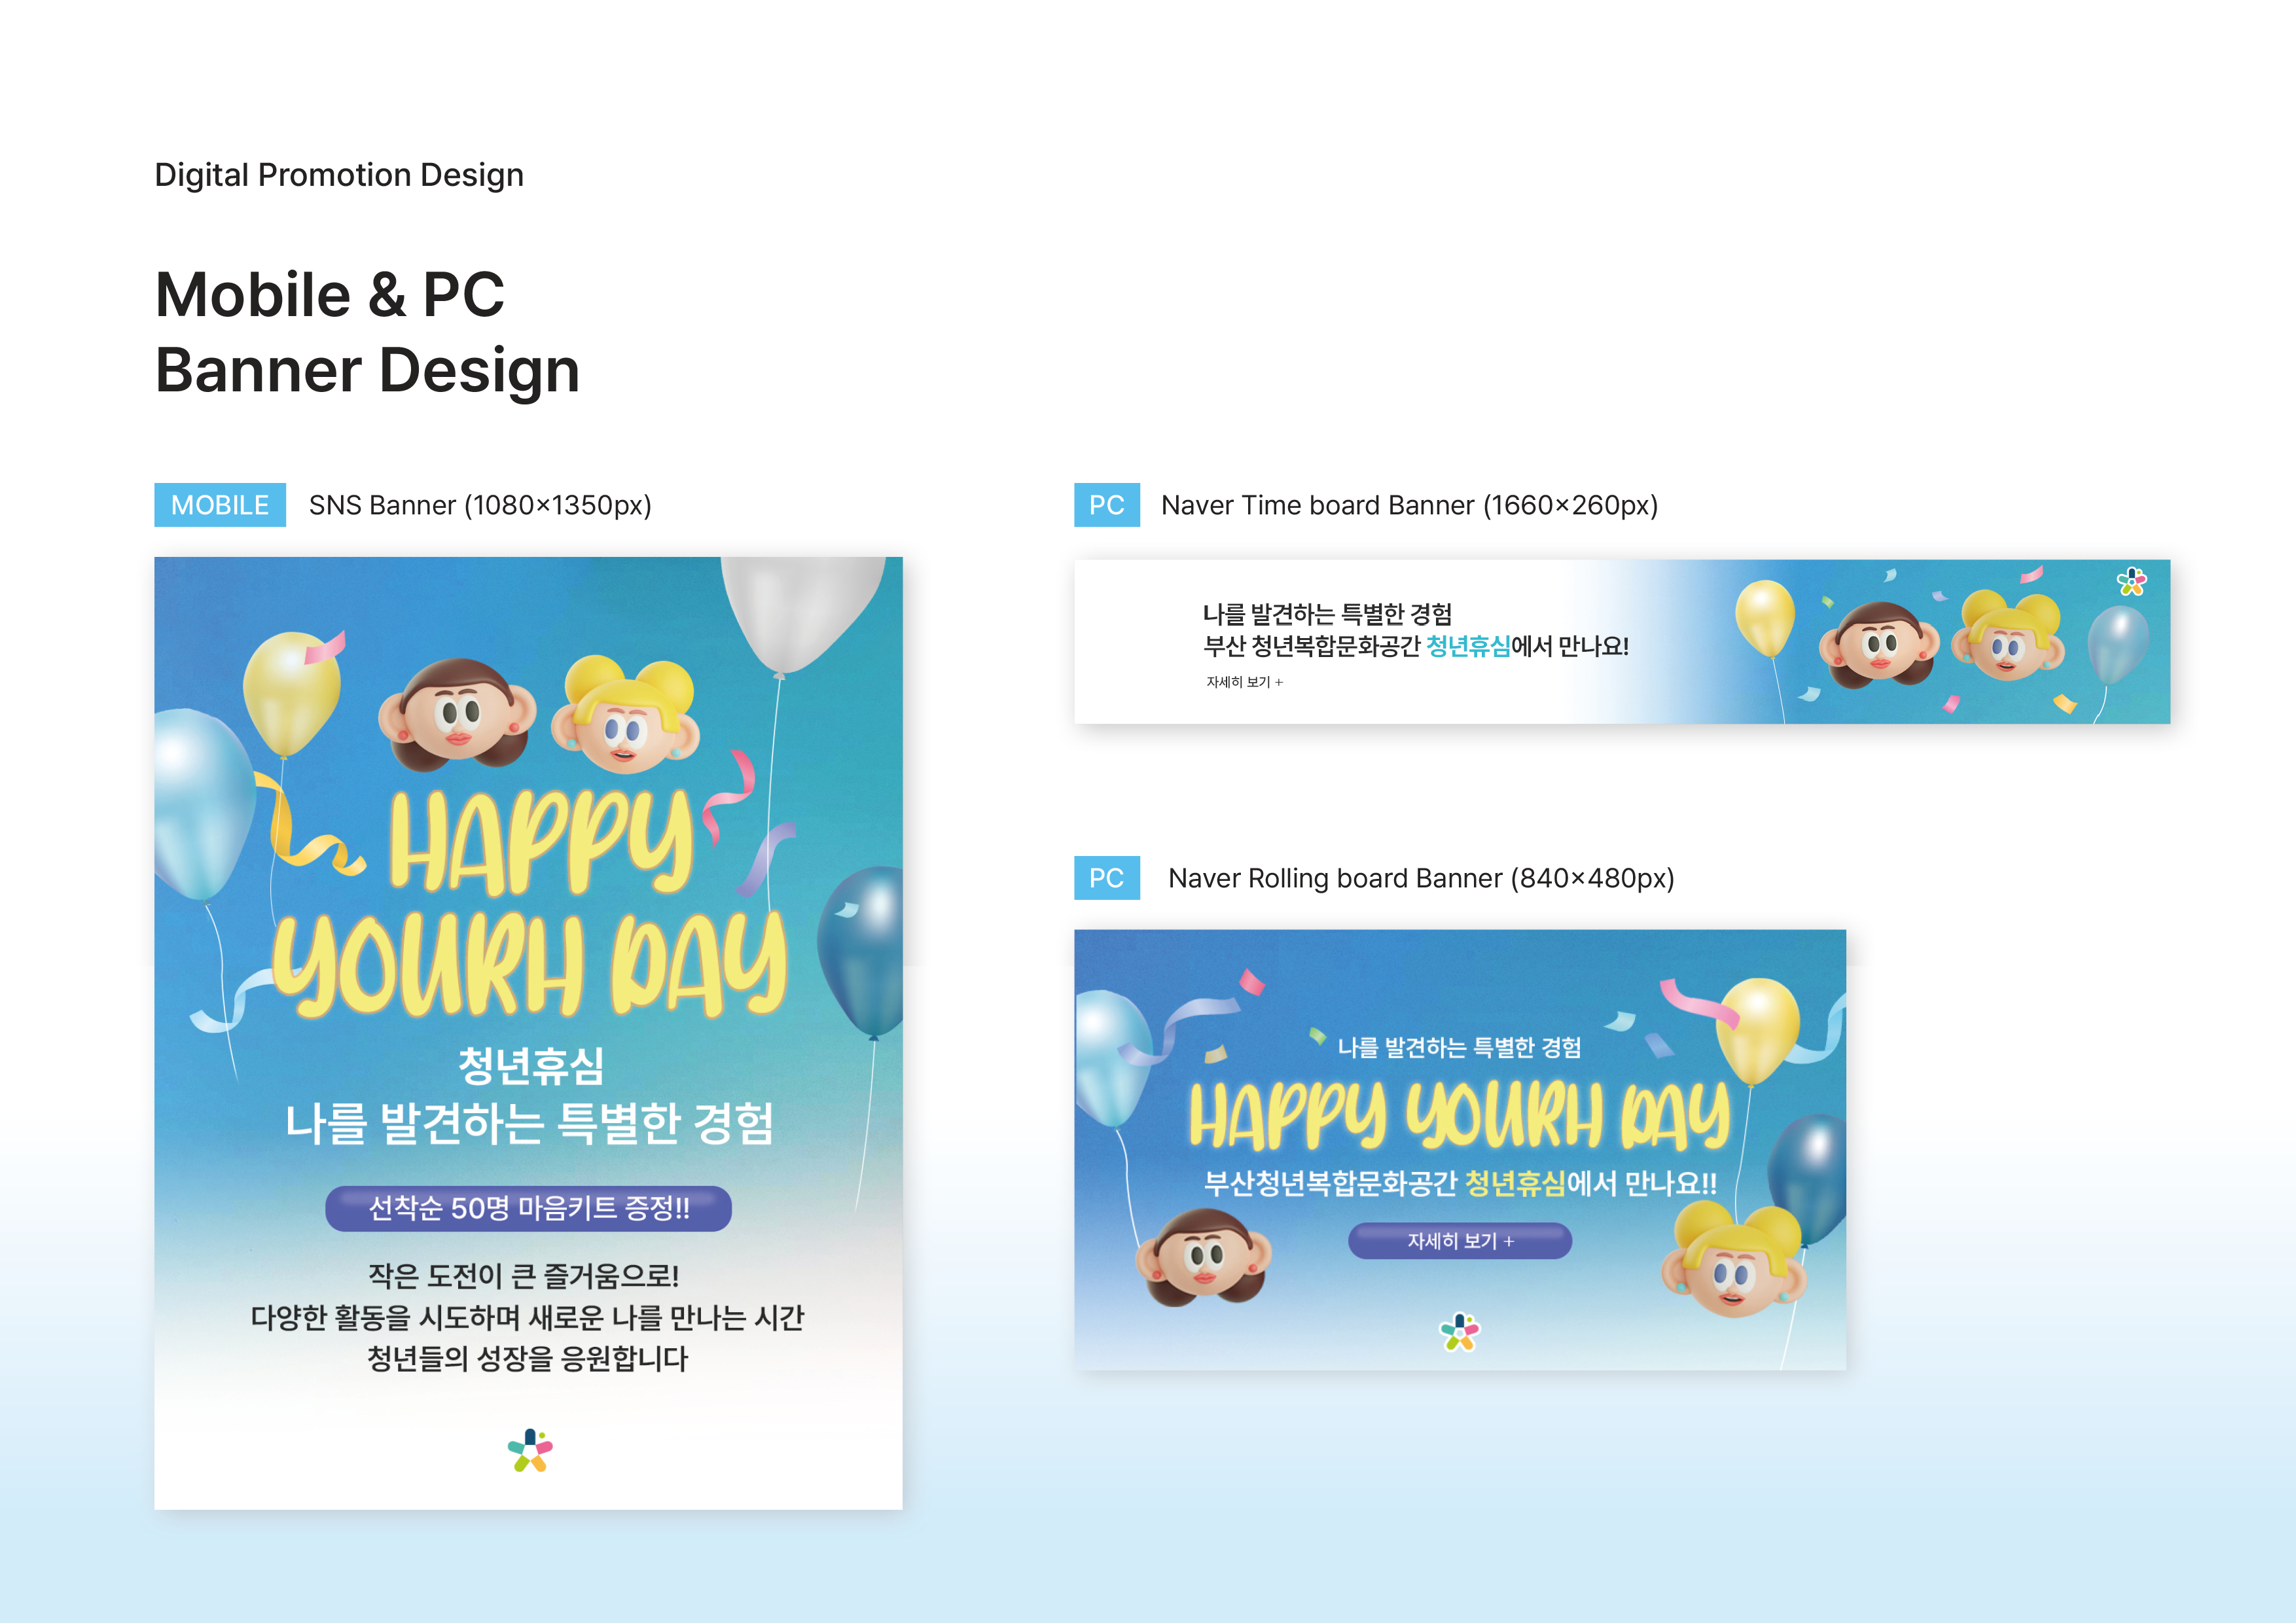 Digital Promotion Design
Mobile & PC
Banner Design
MOBILE SNS Banner (1080×1350px)
HAPPY
YOURH DAY
청년휴심
나를 발견하는 특별한 경험
선착순 50명 마음키트 증정!!
작은 도전이 큰 즐거움으로!
다양한 활동을 시도하며 새로운 나를 만나는 시간
청년들의 성장을 응원합니다
PC Naver Time board Banner (1660×260px)
나를 발견하는 특별한 경험
부산 청년복합문화공간 청년휴심에서 만나요!
자세히 보기 +
PC Naver Rolling board Banner (840×480px)
나를 발견하는 특별한 경험
HAPPY YOURH DAY
부산청년복합문화공간 청년휴심에서 만나요!!
자세히 보기 +